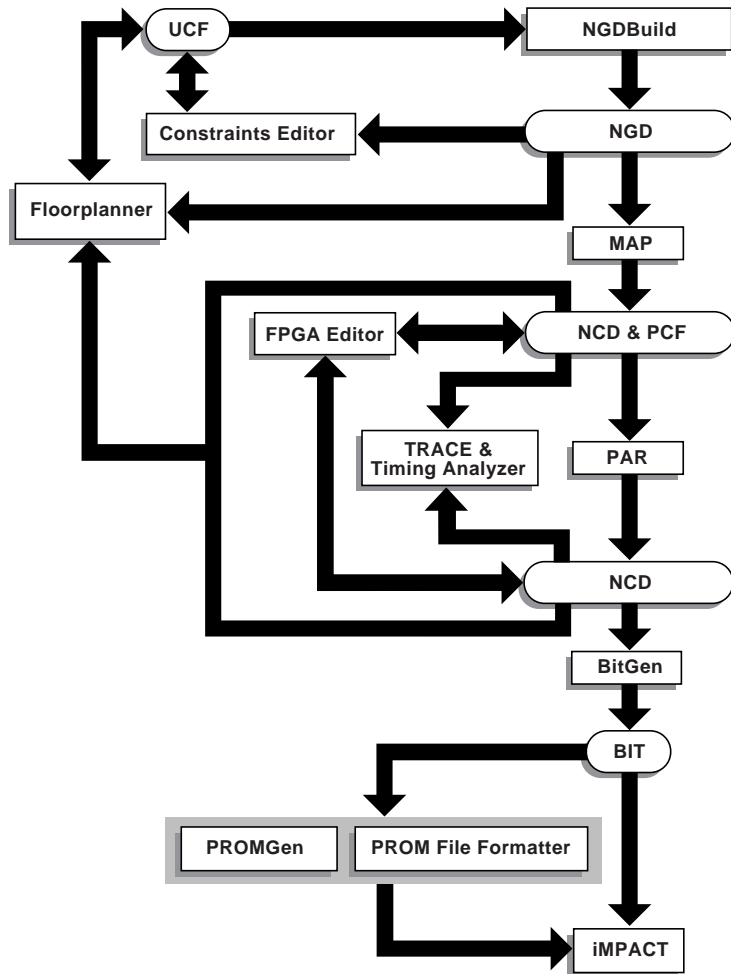 UCF
NGDBuild
Constraints Editor
NGD
Floorplanner
MAP
FPGA Editor
NCD & PCF
TRACE &
Timing Analyzer
PAR
NCD
BitGen
BIT
PROMGen
PROM File Formatter
iMPACT